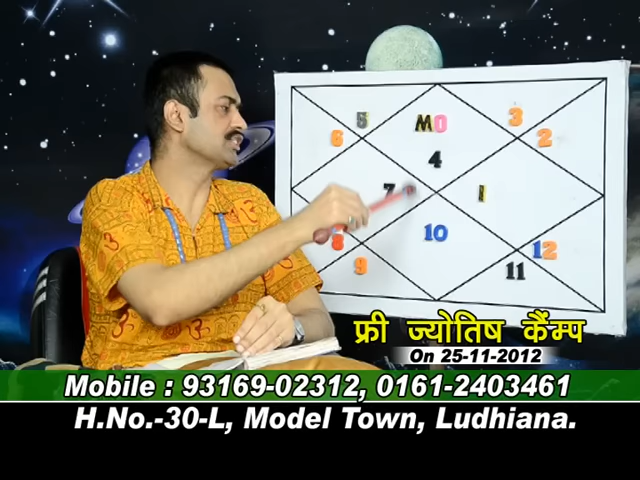 5
MO
3
6
2
4
7
1
8
10
12
9
11
फ्री ज्योतिष कैंम्प
On 25-11-2012
Mobile : 93169-02312, 0161-2403461
H.No.-30-L, Model Town, Ludhiana.